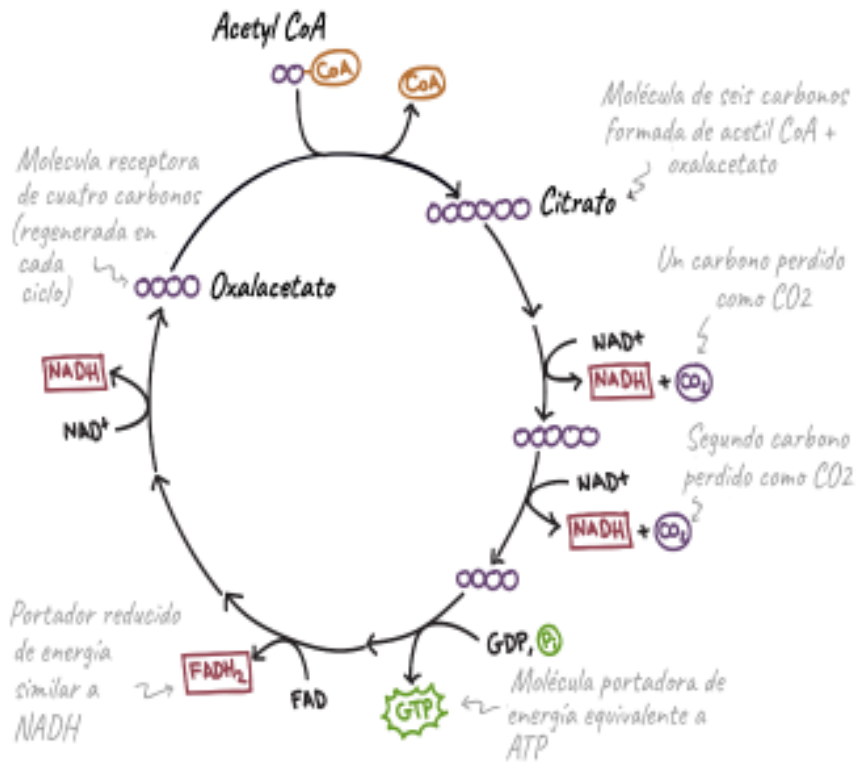 Acetyl CoA
CoA
CoA
Molécula de seis carbonos
formada de acetil CoA +
oxalacetato
Citrato
Molecula receptora
de cuatro carbonos
(regenerada en
cada
ciclo)
Oxalacetato
Un carbono perdido
como CO2
NAD+
NADH + CO2
Segundo carbono
perdido como CO2
NAD+
NADH + CO2
NADH
NAD+
GDP, Pi
GTP
Molécula portadora de
energía equivalente a
ATP
FAD
FADH2
Portador reducido
de energía
similar a
NADH